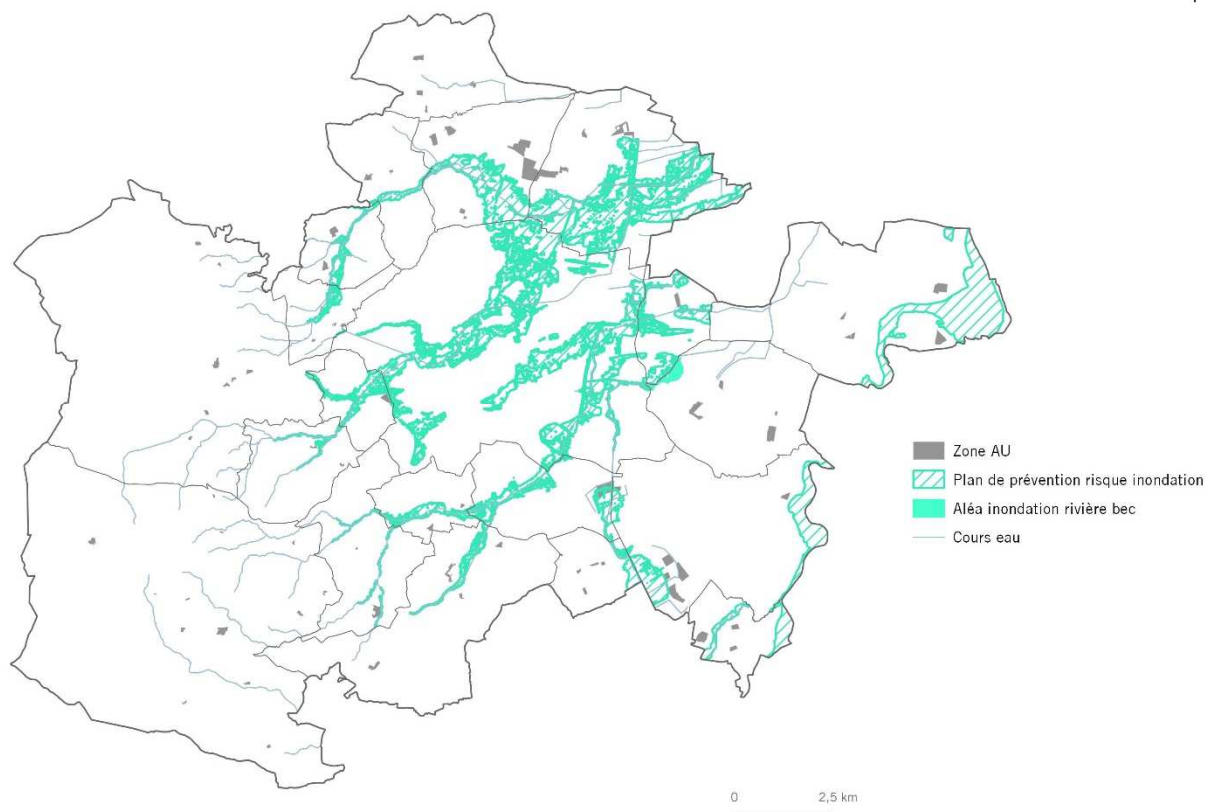 Zone AU
Plan de prévention risque inondation
Aléa inondation rivière bec
Cours eau
0 2,5 km